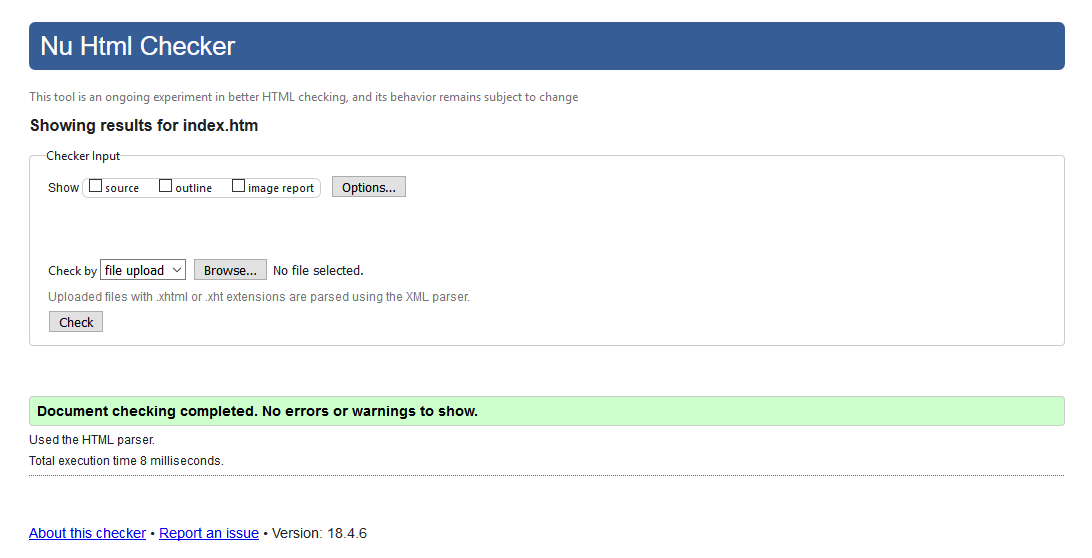 Nu Html Checker
This tool is an ongoing experiment in better HTML checking, and its behavior remains subject to change
Showing results for index.htm
Checker Input
Show source outline image report Options...
Check by file upload Browse... No file selected.
Uploaded files with .xhtml or .xht extensions are parsed using the XML parser.
Check
Document checking completed. No errors or warnings to show.
Used the HTML parser.
Total execution time 8 milliseconds.
About this checker • Report an issue • Version: 18.4.6